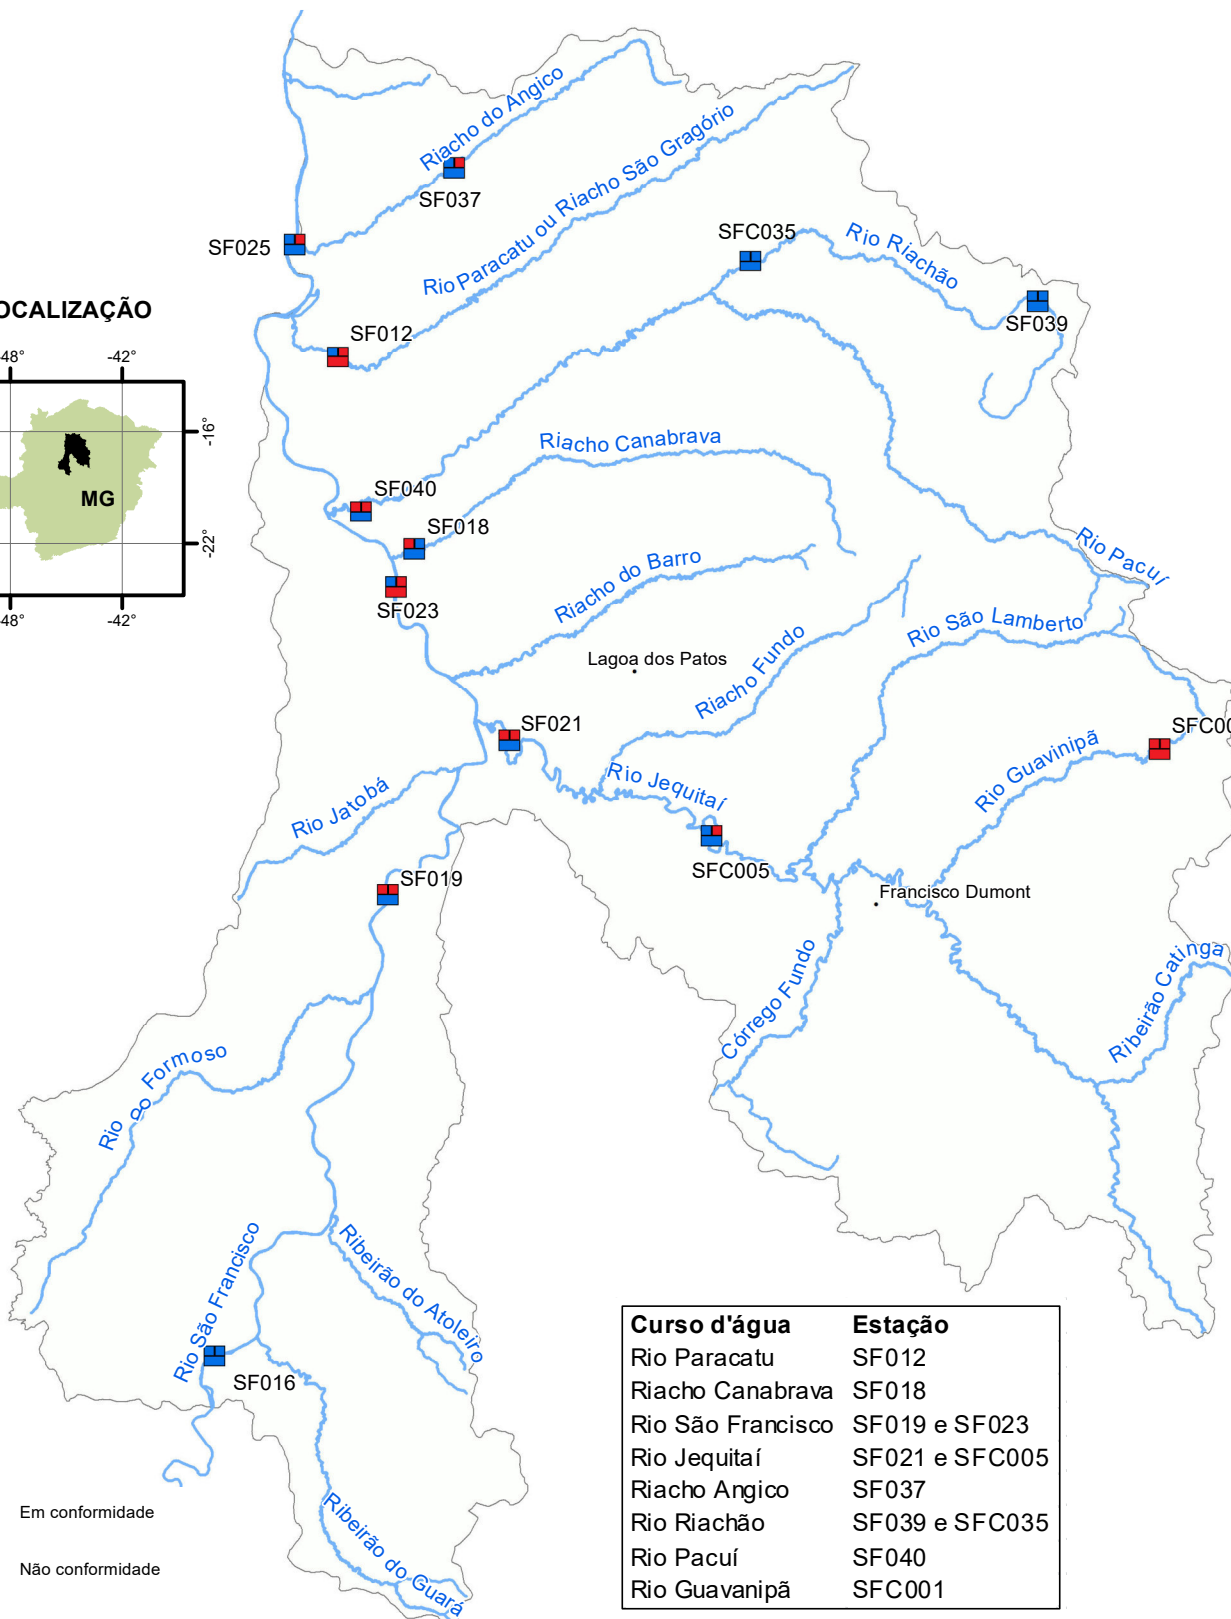 Riacho do Angico
SF037
Rio Paracatu ou Riacho São Gragório
SF025
SFC035
Rio Riachão
SF039
OCALIZAÇÃO
SF012
-48°
-42°
-16°
MG
-22°
-48°
-42°
Riacho Canabrava
SF040
SF018
SF023
Riacho do Barro
Rio Pacuí
Rio São Lamberto
Lagoa dos Patos
Riacho Fundo
SF021
SFC00
Rio Guavinipã
Rio Jequitaí
Rio Jatobá
SFC005
SF019
Francisco Dumont
Córrego Fundo
Ribeirão Catinga
Rio Do Formoso
Rio São Francisco
Ribeirão do Atoleiro
SF016
Ribeirão do Guará
Em conformidade
Não conformidade
Curso d'água Estação
Rio Paracatu SF012
Riacho Canabrava SF018
Rio São Francisco SF019 e SF023
Rio Jequitaí SF021 e SFC005
Riacho Angico SF037
Rio Riachão SF039 e SFC035
Rio Pacuí SF040
Rio Guavanipã SFC001